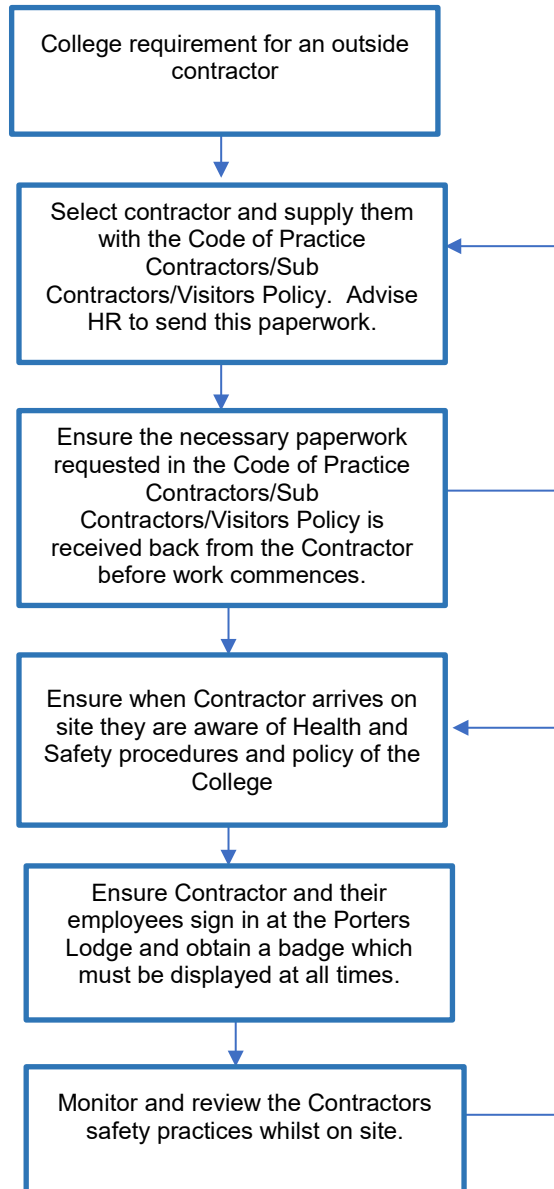 College requirement for an outside
contractor
Select contractor and supply them
with the Code of Practice
Contractors/Sub
Contractors/Visitors Policy.  Advise
HR to send this paperwork.
Ensure the necessary paperwork
requested in the Code of Practice
Contractors/Sub
Contractors/Visitors Policy is
received back from the Contractor
before work commences.
Ensure when Contractor arrives on
site they are aware of Health and
Safety procedures and policy of the
College
Ensure Contractor and their
employees sign in at the Porters
Lodge and obtain a badge which
must be displayed at all times.
Monitor and review the Contractors
safety practices whilst on site.